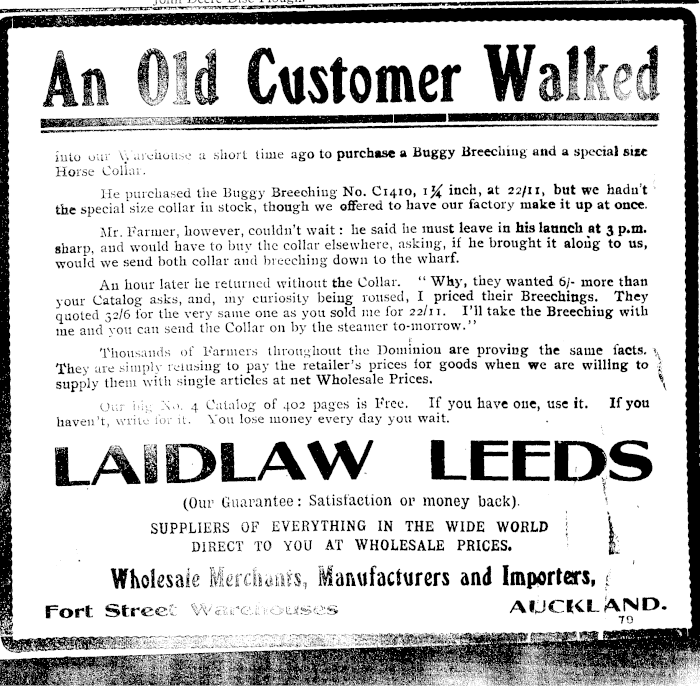 John Deere Disc Plough.
An Old Customer Walked
into our Warehouse a short time ago to purchase a Buggy Breeching and a special size
Horse Collar.
He purchased the Buggy Breeching No. C1410, 1¾ inch, at 22/11, but we hadn't
the special size collar in stock, though we offered to have our factory make it up at once.
Mr. Farmer, however, couldn't wait: he said he must leave in his launch at 3 p.m.
sharp, and would have to buy the collar elsewhere, asking, if he brought it along to us,
would we send both collar and breeching down to the wharf.
An hour later he returned without the Collar. "Why, they wanted 6/- more than
your Catalog asks, and, my curiosity being roused, I priced their Breechings. They
quoted 32/6 for the very same one as you sold me for 22/11. I'll take the Breeching with
me and you can send the Collar on by the steamer to-morrow."
Thousands of Farmers throughout the Dominion are proving the same facts.
They are simply refusing to pay the retailer's prices for goods when we are willing to
supply them with single articles at net Wholesale Prices.
Our big No. 4 Catalog of 402 pages is Free. If you have one, use it. If you
haven't, write for it. You lose money every day you wait.
LAIDLAW LEEDS
(Our Guarantee: Satisfaction or money back).
SUPPLIERS OF EVERYTHING IN THE WIDE WORLD
DIRECT TO YOU AT WHOLESALE PRICES.
Wholesale Merchants, Manufacturers and Importers,
Fort Street Warehouses AUCKLAND.
79